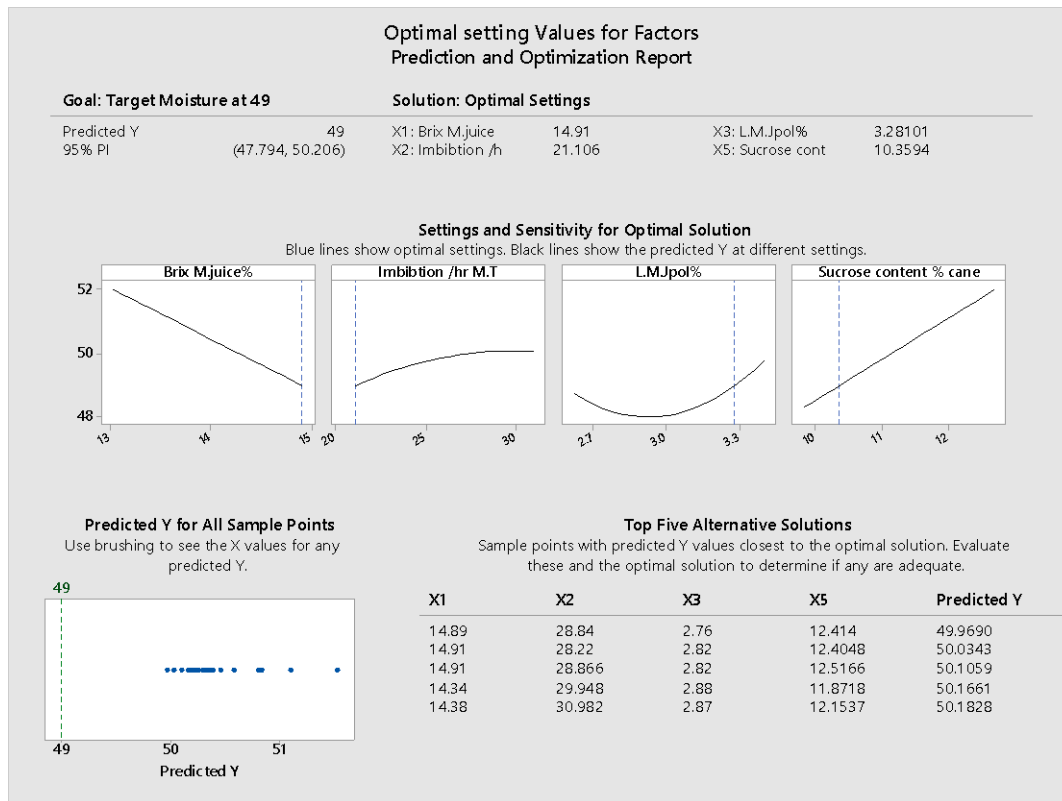 Optimal setting Values for Factors
Prediction and Optimization Report
Goal: Target Moisture at 49
Solution: Optimal Settings
Predicted Y 49 X1: Brix M.juice 14.91 X3: L.M.Jpol% 3.28101
95% PI (47.794, 50.206) X2: Imbibtion /h 21.106 X5: Sucrose cont 10.3594
Settings and Sensitivity for Optimal Solution
Blue lines show optimal settings. Black lines show the predicted Y at different settings.
Brix M.juice% Imbibtion /hr M.T L.M.Jpol% Sucrose content % cane
52
50
48
13 14 15 20 25 30 2.7 3.0 3.3 10 11 12
Predicted Y for All Sample Points
Use brushing to see the X values for any
predicted Y.
49
49 50 51
Predicted Y
Top Five Alternative Solutions
Sample points with predicted Y values closest to the optimal solution. Evaluate
these and the optimal solution to determine if any are adequate.
X1 X2 X3 X5 Predicted Y
14.89 28.84 2.76 12.414 49.9690
14.91 28.22 2.82 12.4048 50.0343
14.91 28.866 2.82 12.5166 50.1059
14.34 29.948 2.88 11.8718 50.1661
14.38 30.982 2.87 12.1537 50.1828